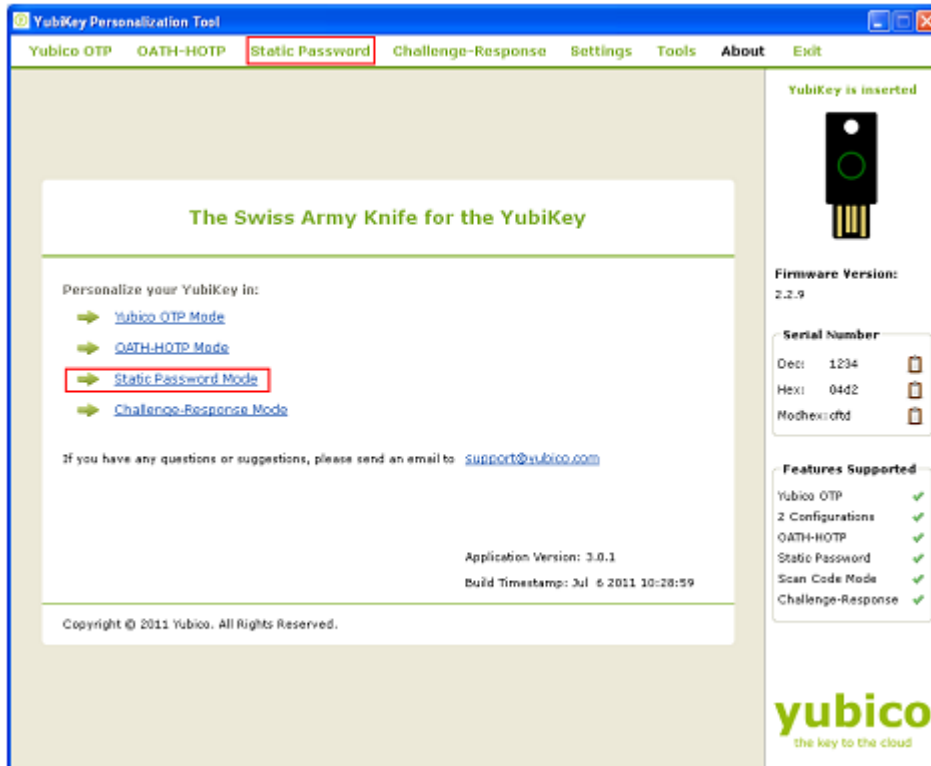 YubiKey Personalization Tool
Yubico OTP OATH-HOTP Static Password Challenge-Response Settings Tools About Exit
YubiKey is inserted
The Swiss Army Knife for the YubiKey
Personalize your YubiKey in:
Yubico OTP Mode
OATH-HOTP Mode
Static Password Mode
Challenge-Response Mode
If you have any questions or suggestions, please send an email to support@yubico.com
Application Version: 3.0.1
Build Timestamp: Jul 6 2011 10:28:59
Copyright © 2011 Yubico. All Rights Reserved.
Firmware Version:
2.2.9
Serial Number
Dec: 1234
Hex: 04d2
Modhex: cftd
Features Supported
Yubico OTP
2 Configurations
OATH-HOTP
Static Password
Scan Code Mode
Challenge-Response
yubico
the key to the cloud